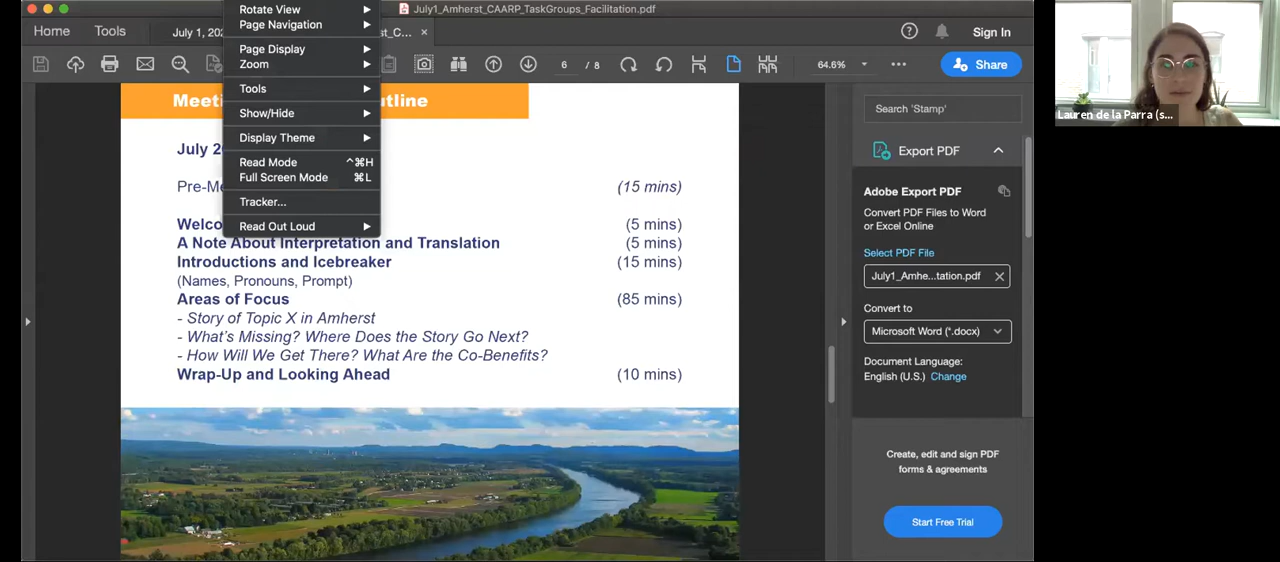 July1_Amherst_CAARP_TaskGroups_Facilitation.pdf
Rotate View
Page Navigation
Page Display
Zoom
Tools
Show/Hide
Display Theme
Read Mode ^⌘H
Full Screen Mode ⌘L
Tracker...
Read Out Loud
Home Tools July 1, 202 st_C... × Sign In
6 / 8 64.6% Share
Meeti utline
July 2
Pre-Me (15 mins)
Welco (5 mins)
A Note About Interpretation and Translation (5 mins)
Introductions and Icebreaker (15 mins)
(Names, Pronouns, Prompt)
Areas of Focus (85 mins)
- Story of Topic X in Amherst
- What's Missing? Where Does the Story Go Next?
- How Will We Get There? What Are the Co-Benefits?
Wrap-Up and Looking Ahead (10 mins)
Search 'Stamp'
Export PDF
Adobe Export PDF
Convert PDF Files to Word
or Excel Online
Select PDF File
July1_Amhe...tation.pdf ×
Convert to
Microsoft Word (*.docx)
Document Language:
English (U.S.) Change
Create, edit and sign PDF
forms & agreements
Start Free Trial
Lauren de la Parra (s...